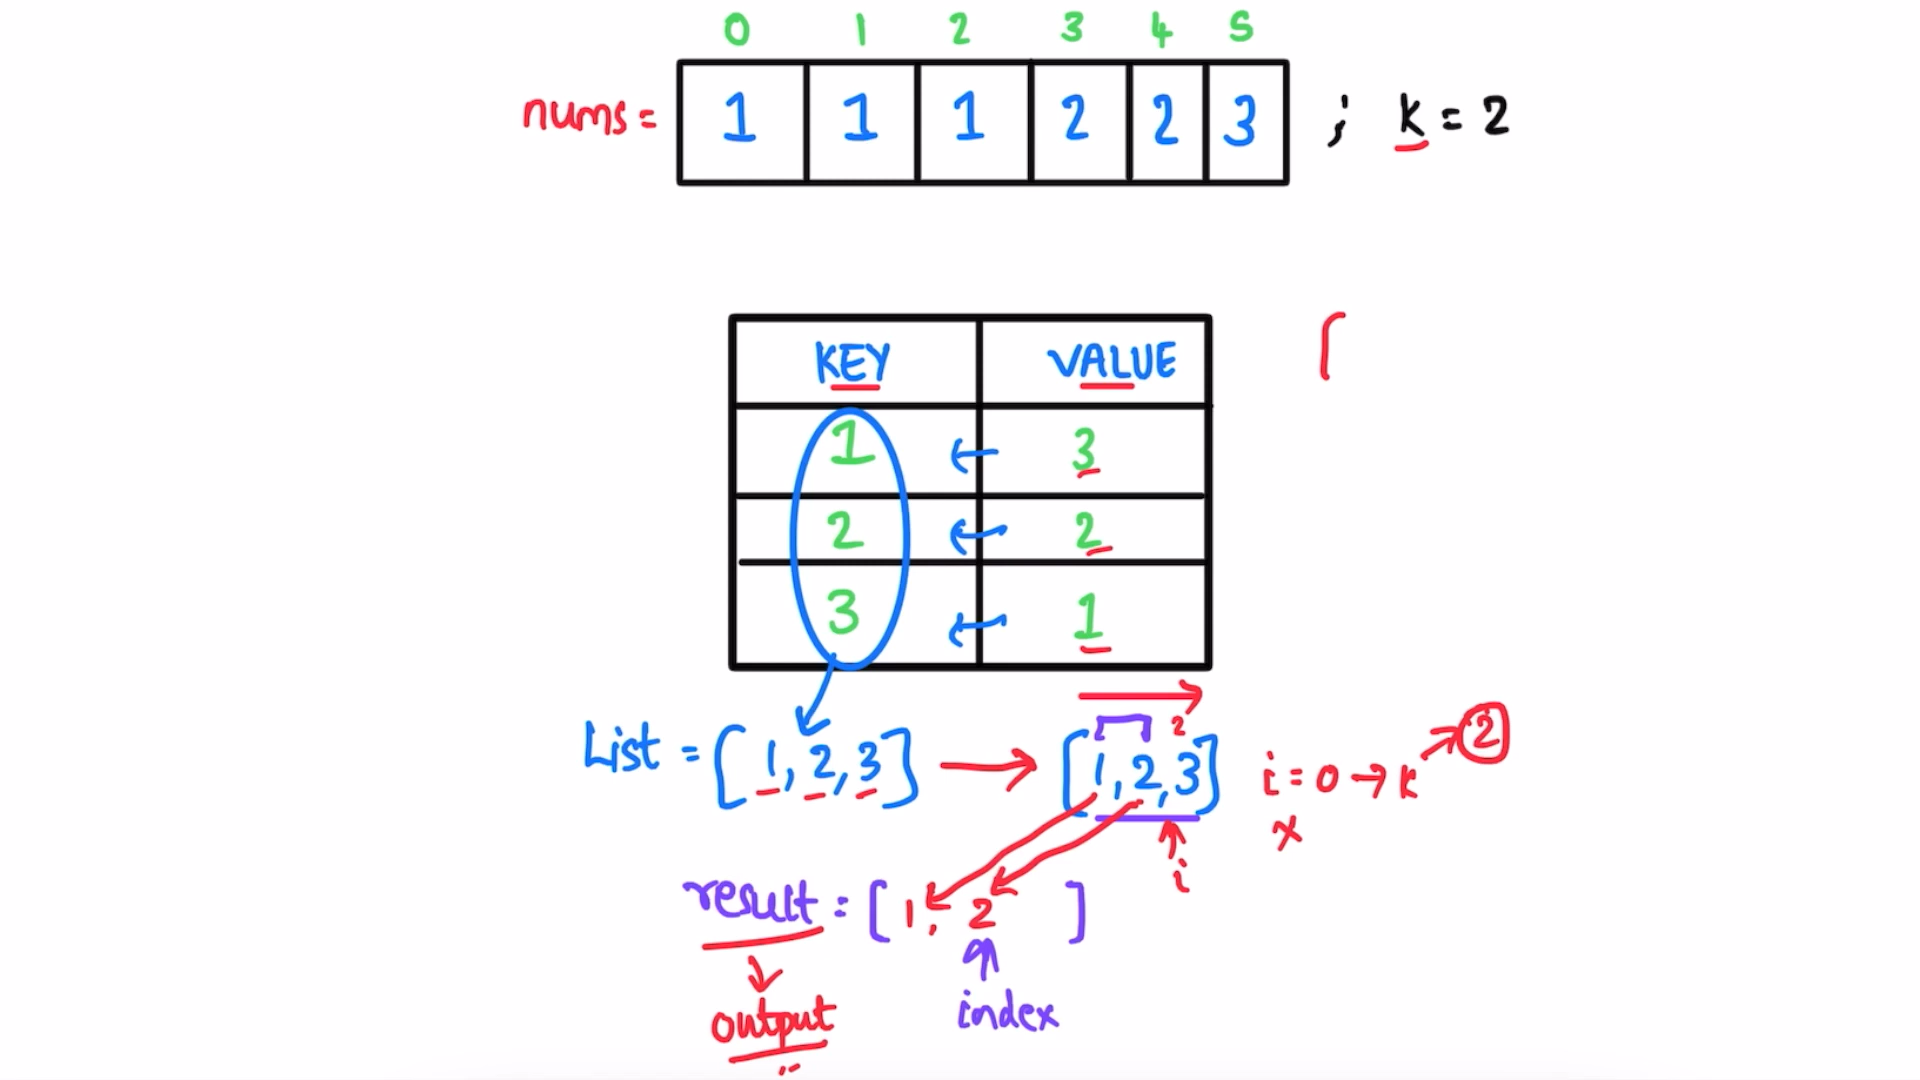 0 1 2 3 4 5
nums = 1 1 1 2 2 3 ; k = 2
KEY VALUE
1 3
2 2
3 1
2
List = [1, 2, 3] → [1, 2, 3] i = 0 → k → 2
x
i
result = [1, 2 ]
index
output